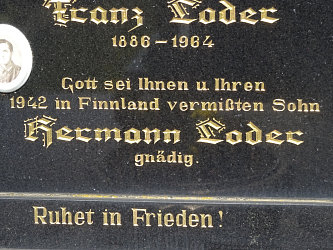 Franz Loder
1886-1964
Gott sei Ihnen u. Ihren
1942 in Finnland vermißten Sohn
Hermann Loder
gnädig.
Ruhet in Frieden!